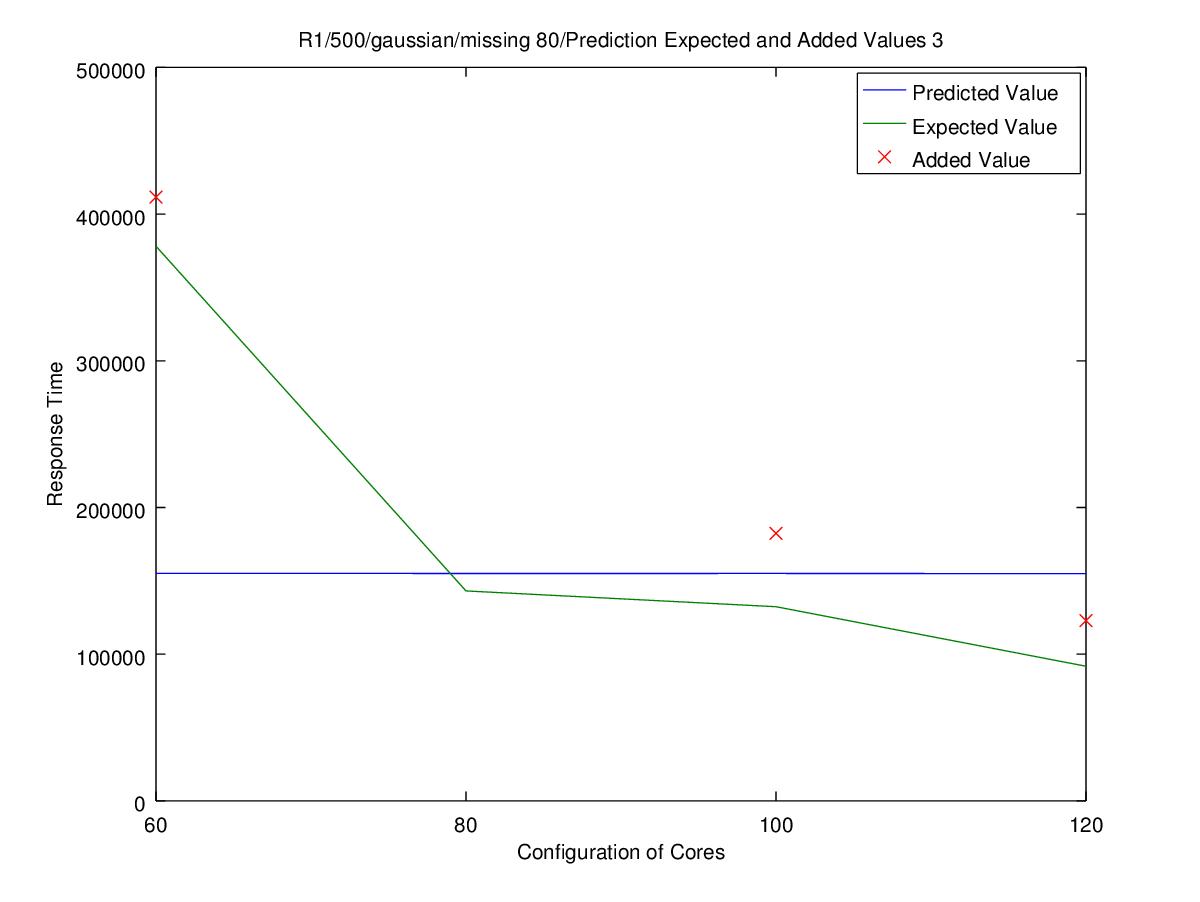 R1/500/gaussian/missing 80/Prediction Expected and Added Values 3
500000
400000
300000
200000
100000
0
Response Time
Predicted Value
Expected Value
Added Value
60
80
100
120
Configuration of Cores